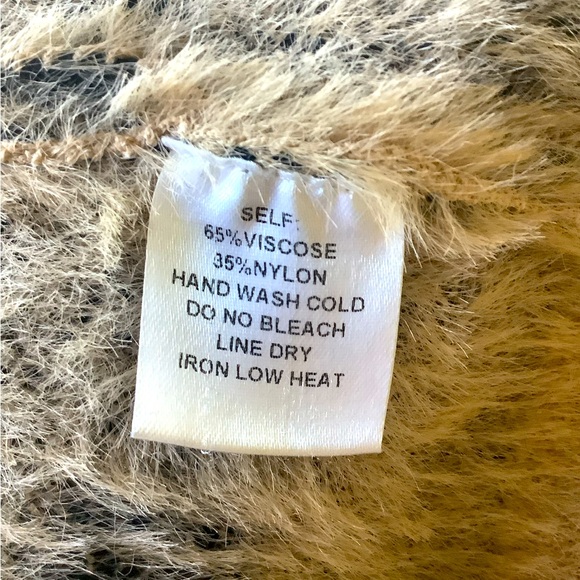 SELF:
65%VISCOSE
35%NYLON
HAND WASH COLD
DO NO BLEACH
LINE DRY
IRON LOW HEAT